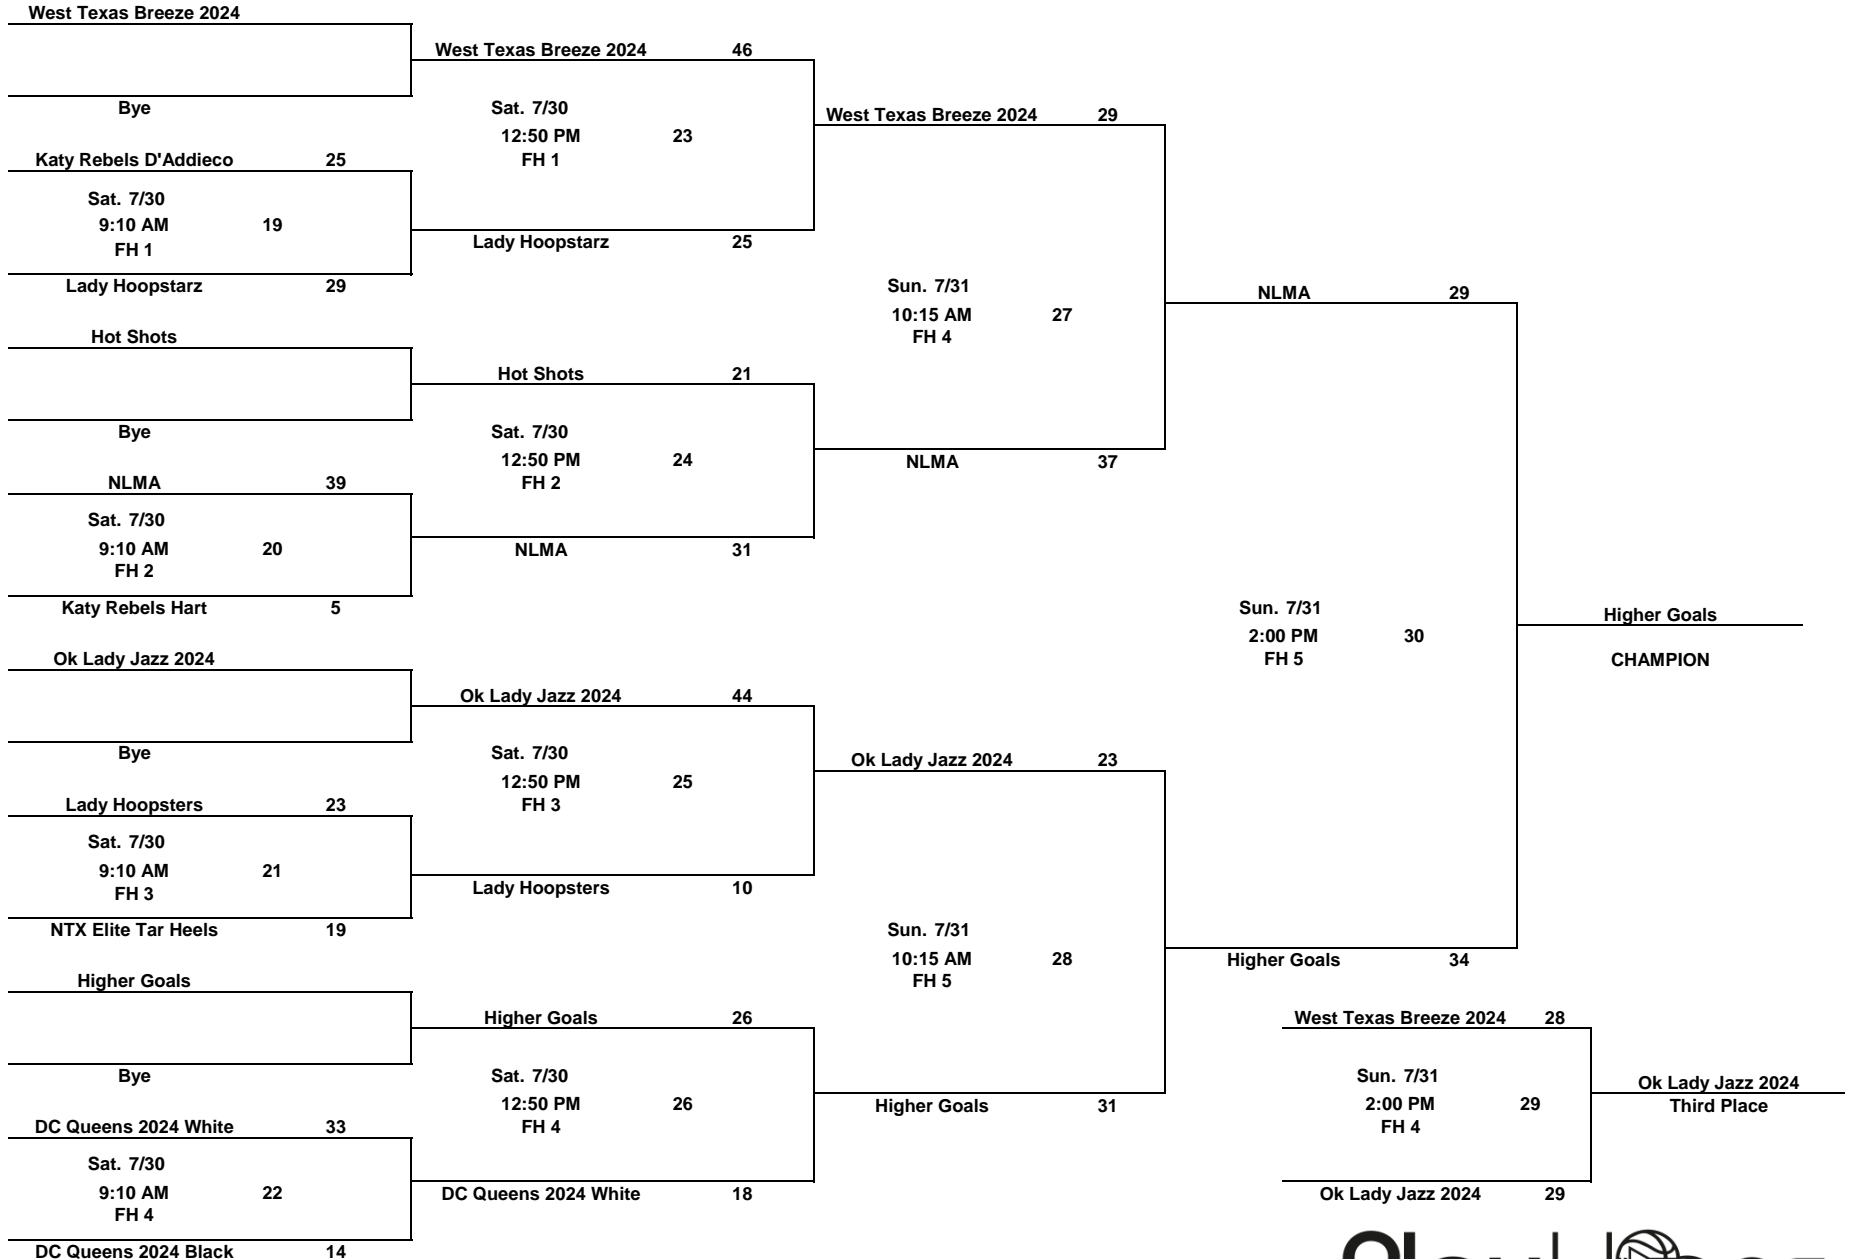 West Texas Breeze 2024
Bye
Katy Rebels D'Addieco 25
Sat. 7/30
9:10 AM 19
FH 1
Lady Hoopstarz 29
Hot Shots
Bye
NLMA 39
Sat. 7/30
9:10 AM 20
FH 2
Katy Rebels Hart 5
Ok Lady Jazz 2024
Bye
Lady Hoopsters 23
Sat. 7/30
9:10 AM 21
FH 3
NTX Elite Tar Heels 19
Higher Goals
Bye
DC Queens 2024 White 33
Sat. 7/30
9:10 AM 22
FH 4
DC Queens 2024 Black 14
West Texas Breeze 2024 46
Sat. 7/30
12:50 PM 23
FH 1
Lady Hoopstarz 25
Hot Shots 21
Sat. 7/30
12:50 PM 24
FH 2
NLMA 31
Ok Lady Jazz 2024 44
Sat. 7/30
12:50 PM 25
FH 3
Lady Hoopsters 10
Higher Goals 26
Sat. 7/30
12:50 PM 26
FH 4
DC Queens 2024 White 18
West Texas Breeze 2024 29
Sun. 7/31
10:15 AM 27
FH 4
NLMA 37
Ok Lady Jazz 2024 23
Sun. 7/31
10:15 AM 28
FH 5
Higher Goals 31
NLMA 29
Sun. 7/31
2:00 PM 30
FH 5
Higher Goals 34
Higher Goals
CHAMPION
West Texas Breeze 2024 28
Sun. 7/31
2:00 PM 29
FH 4
Ok Lady Jazz 2024 29
Ok Lady Jazz 2024
Third Place